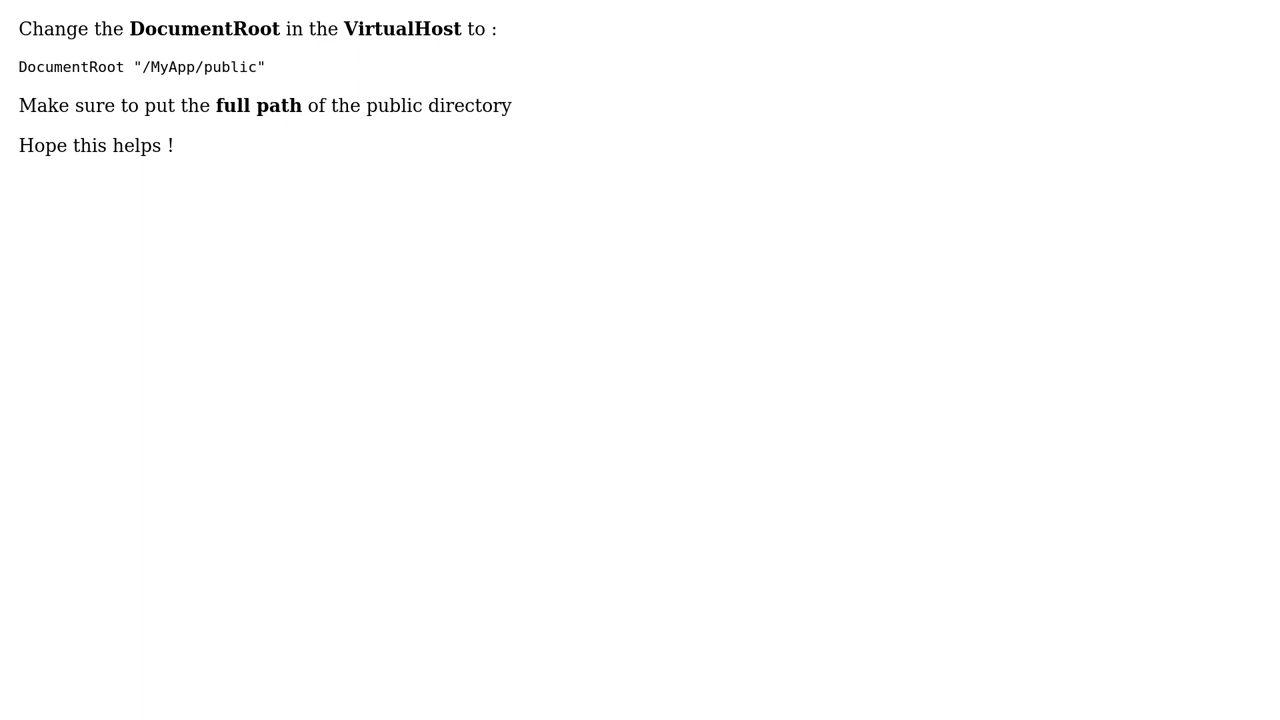 Change the DocumentRoot in the VirtualHost to :
DocumentRoot "/MyApp/public"
Make sure to put the full path of the public directory
Hope this helps !